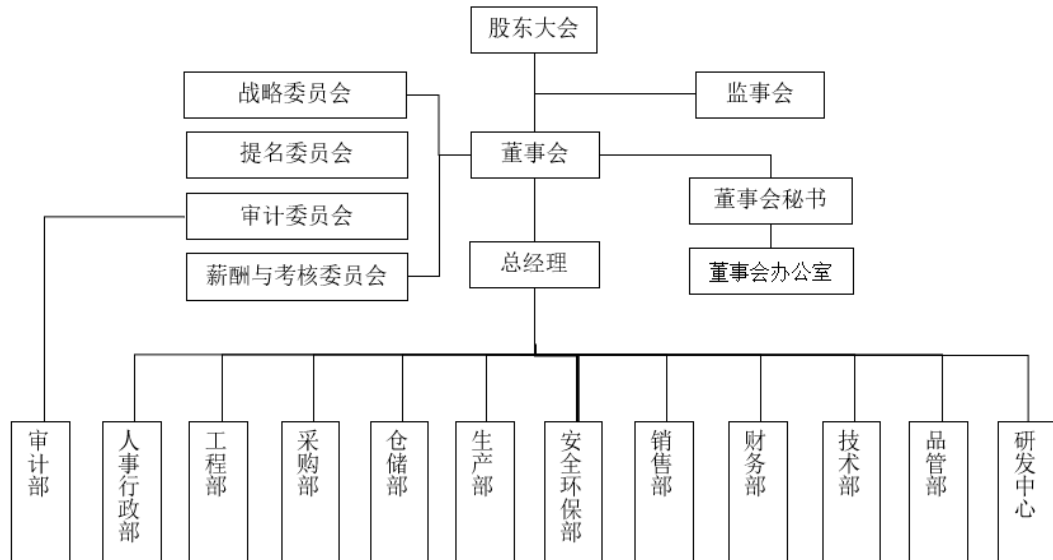 股东大会
战略委员会
监事会
提名委员会
董事会
审计委员会
董事会秘书
薪酬与考核委员会
总经理
董事会办公室
审计部
人事行政部
工程部
采购部
仓储部
生产部
安全环保部
销售部
财务部
技术部
品管部
研发中心